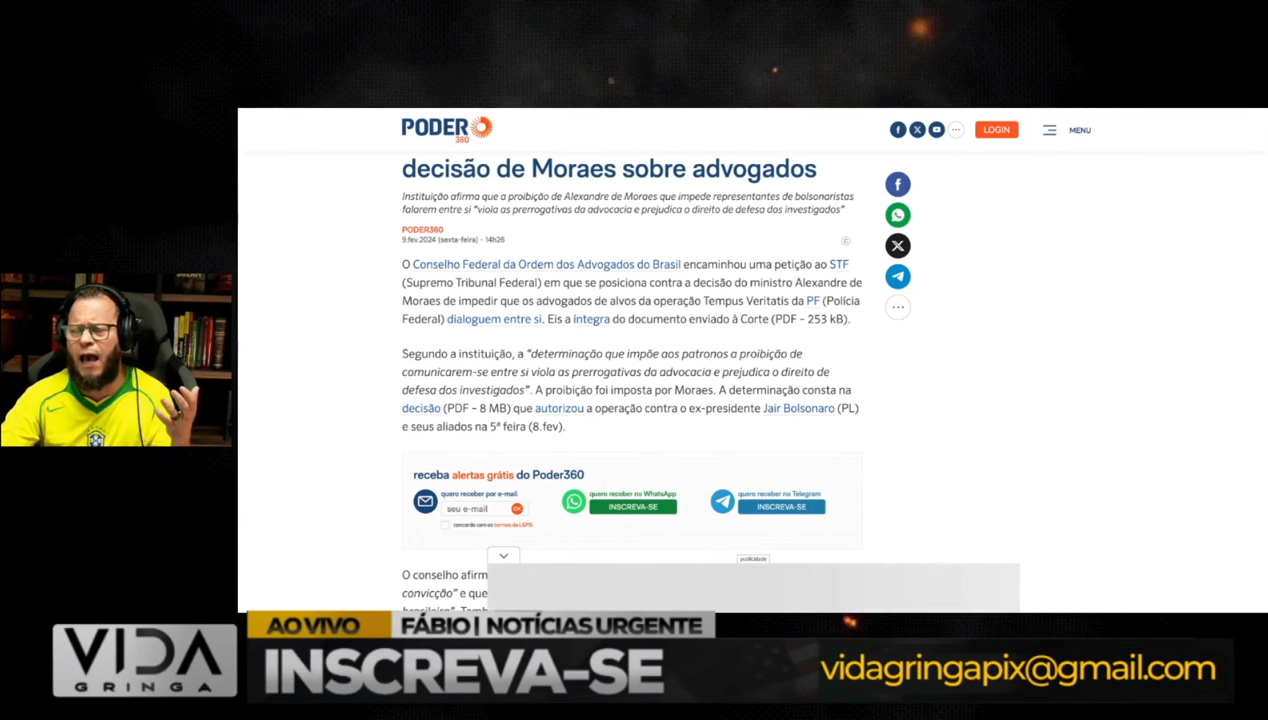 PODER
360
LOGIN
MENU
decisão de Moraes sobre advogados
Instituição afirma que a proibição de Alexandre de Moraes que impede representantes de bolsonaristas
falarem entre si "viola as prerrogativas da advocacia e prejudica o direito de defesa dos investigados"
PODER360
9.fev.2024 (sexta-feira) - 14h26
O Conselho Federal da Ordem dos Advogados do Brasil encaminhou uma petição ao STF
(Supremo Tribunal Federal) em que se posiciona contra a decisão do ministro Alexandre de
Moraes de impedir que os advogados de alvos da operação Tempus Veritatis da PF (Polícia
Federal) dialoguem entre si. Eis a íntegra do documento enviado à Corte (PDF – 253 kB).
Segundo a instituição, a "determinação que impõe aos patronos a proibição de
comunicarem-se entre si viola as prerrogativas da advocacia e prejudica o direito de
defesa dos investigados". A proibição foi imposta por Moraes. A determinação consta na
decisão (PDF – 8 MB) que autorizou a operação contra o ex-presidente Jair Bolsonaro (PL)
e seus aliados na 5ª feira (8.fev).
receba alertas grátis do Poder360
quero receber por e-mail
seu e-mail
OK
concordo com os termos da LGPD.
quero receber no WhatsApp
INSCREVA-SE
quero receber no Telegram
INSCREVA-SE
publicidade
O conselho afirm
convicção" e que
VIDA
GRINGA
AO VIVO
FÁBIO | NOTÍCIAS URGENTE
INSCREVA-SE
vidagringapix@gmail.com